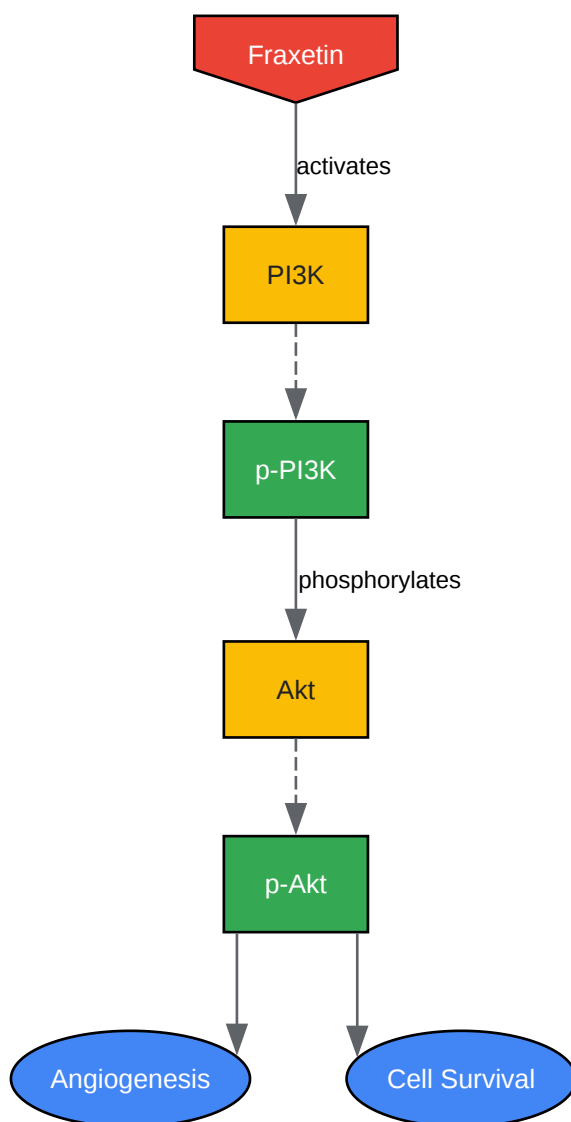 Fraxetin
activates
PI3K
p-PI3K
phosphorylates
Akt
p-Akt
Angiogenesis
Cell Survival